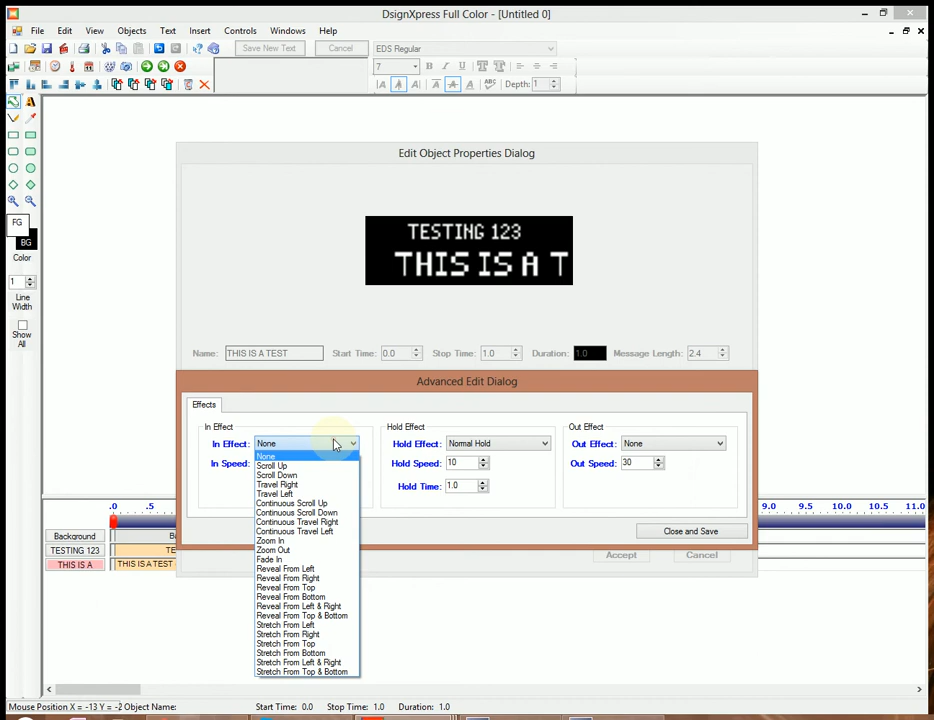 DsignXpress Full Color - [Untitled 0]
File Edit View Objects Text Insert Controls Windows Help
Save New Text Cancel EDS Regular
7 B I U
A A A A A A Depth: 1
A
FG
BG
Color
1
Line
Width
Show
All
Edit Object Properties Dialog
TESTING 123
THIS IS A T
Name: THIS IS A TEST Start Time: 0.0 Stop Time: 1.0 Duration: 1.0 Message Length: 2.4
Advanced Edit Dialog
Effects
In Effect Hold Effect Out Effect
In Effect: None Hold Effect: Normal Hold Out Effect: None
In Speed: Hold Speed: 10 Out Speed: 30
Hold Time: 1.0
None
Scroll Up
Scroll Down
Travel Right
Travel Left
Continuous Scroll Up
Continuous Scroll Down
Continuous Travel Right
Continuous Travel Left
Zoom In
Zoom Out
Fade In
Reveal From Left
Reveal From Right
Reveal From Top
Reveal From Bottom
Reveal From Left & Right
Reveal From Top & Bottom
Stretch From Left
Stretch From Right
Stretch From Top
Stretch From Bottom
Stretch From Left & Right
Stretch From Top & Bottom
Close and Save
Accept Cancel
.0 .5 8.0 8.5 9.0 9.5 10.0 10.5 11.0
Background B
TESTING 123 TE
THIS IS A THIS IS A TEST
Mouse Position X = -13 Y = -2 Object Name: Start Time: 0.0 Stop Time: 1.0 Duration: 1.0